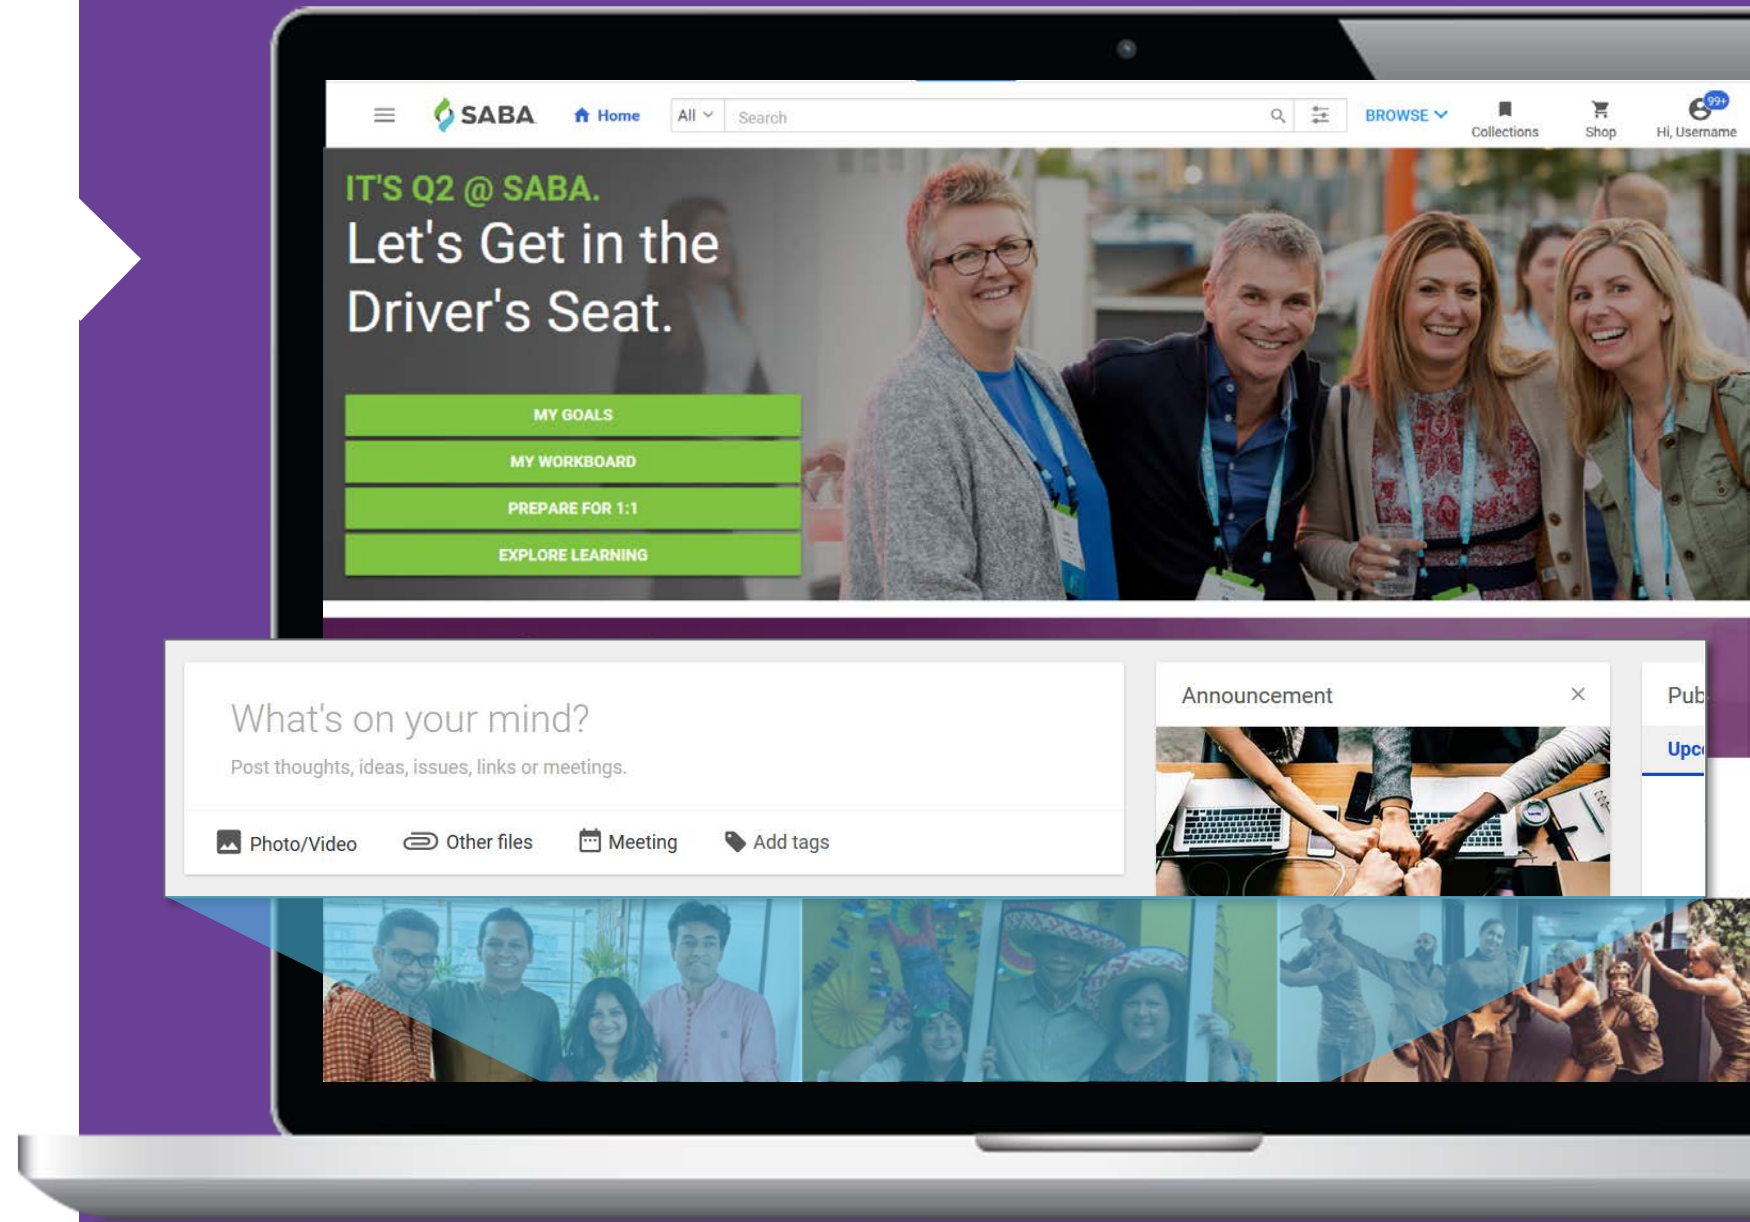 SABA
Home
All
Search
BROWSE
Collections
Shop
99+
Hi, Username
IT'S Q2 @ SABA.
Let's Get in the
Driver's Seat.
MY GOALS
MY WORKBOARD
PREPARE FOR 1:1
EXPLORE LEARNING
What's on your mind?
Post thoughts, ideas, issues, links or meetings.
Photo/Video
Other files
Meeting
Add tags
Announcement
Pub
Upc